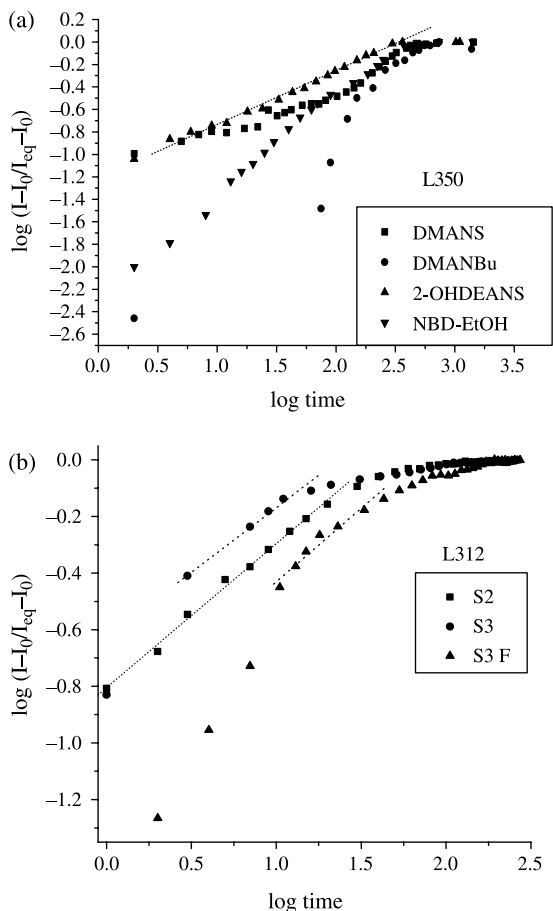 (a)
log (I–I0/Ieq–I0)
0.2
0.0
−0.2
−0.4
−0.6
−0.8
−1.0
−1.2
−1.4
−1.6
−1.8
−2.0
−2.2
−2.4
−2.6
L350
DMANS
DMANBu
2-OHDEANS
NBD-EtOH
0.0 0.5 1.0 1.5 2.0 2.5 3.0 3.5
log time
(b)
log (I–I0/Ieq–I0)
0.0
−0.2
−0.4
−0.6
−0.8
−1.0
−1.2
L312
S2
S3
S3 F
0.0 0.5 1.0 1.5 2.0 2.5
log time